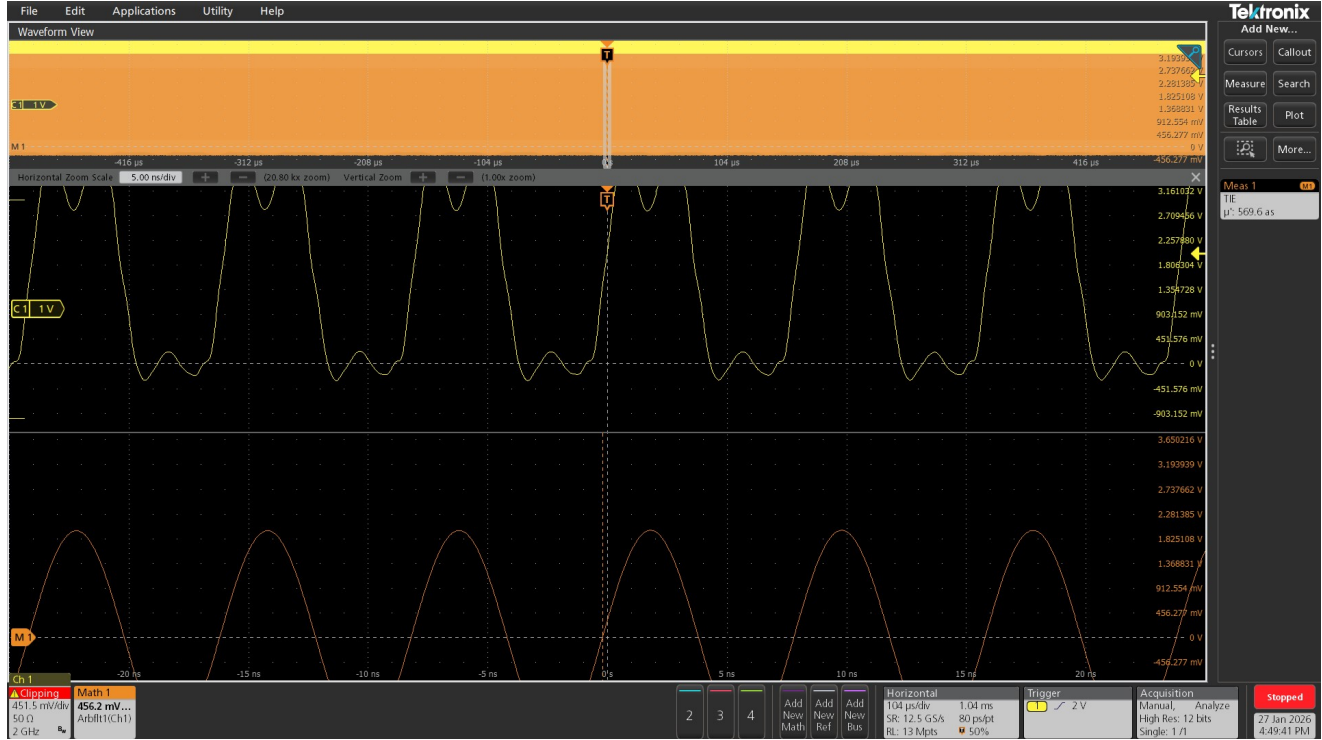 File Edit Applications Utility Help
Tektronix
Waveform View
Add New...
Cursors Callout
Measure Search
Results Table Plot
More...
T
C1 1 V
M 1
2.737662 V
2.281385 V
1.825108 V
1.368831 V
912.554 mV
456.277 mV
0 V
-456.277 mV
-416 µs -312 µs -208 µs -104 µs 0 s 104 µs 208 µs 312 µs 416 µs
Horizontal Zoom Scale 5.00 ns/div + - (20.80 kx zoom) Vertical Zoom + - (1.00x zoom)
Meas 1 M1
TIE
µ': 569.6 as
T
3.161032 V
2.709456 V
2.257880 V
1.806304 V
1.354728 V
903.152 mV
451.576 mV
0 V
-451.576 mV
-903.152 mV
C1 1 V
3.650216 V
3.193939 V
2.737662 V
2.281385 V
1.825108 V
1.368831 V
912.554 mV
456.277 mV
0 V
-456.277 mV
M 1
-20 ns -15 ns -10 ns -5 ns 0 s 5 ns 10 ns 15 ns 20 ns
Ch 1
Clipping
451.5 mV/div
50 Ω
2 GHz Bw
Math 1
456.2 mV...
Arbflt1(Ch1)
2 3 4
Add New Math
Add New Ref
Add New Bus
Horizontal
104 µs/div 1.04 ms
SR: 12.5 GS/s 80 ps/pt
RL: 13 Mpts 50%
Trigger
1 2 V
Acquisition
Manual, Analyze
High Res: 12 bits
Single: 1 /1
Stopped
27 Jan 2026
4:49:41 PM